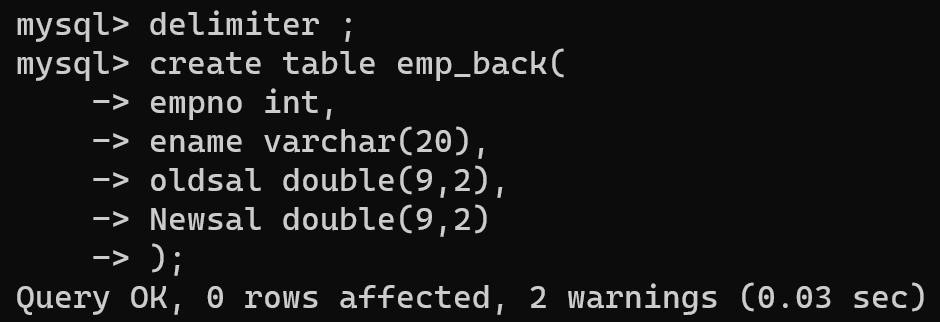 mysql> delimiter ;
mysql> create table emp_back(
    -> empno int,
    -> ename varchar(20),
    -> oldsal double(9,2),
    -> Newsal double(9,2)
    -> );
Query OK, 0 rows affected, 2 warnings (0.03 sec)